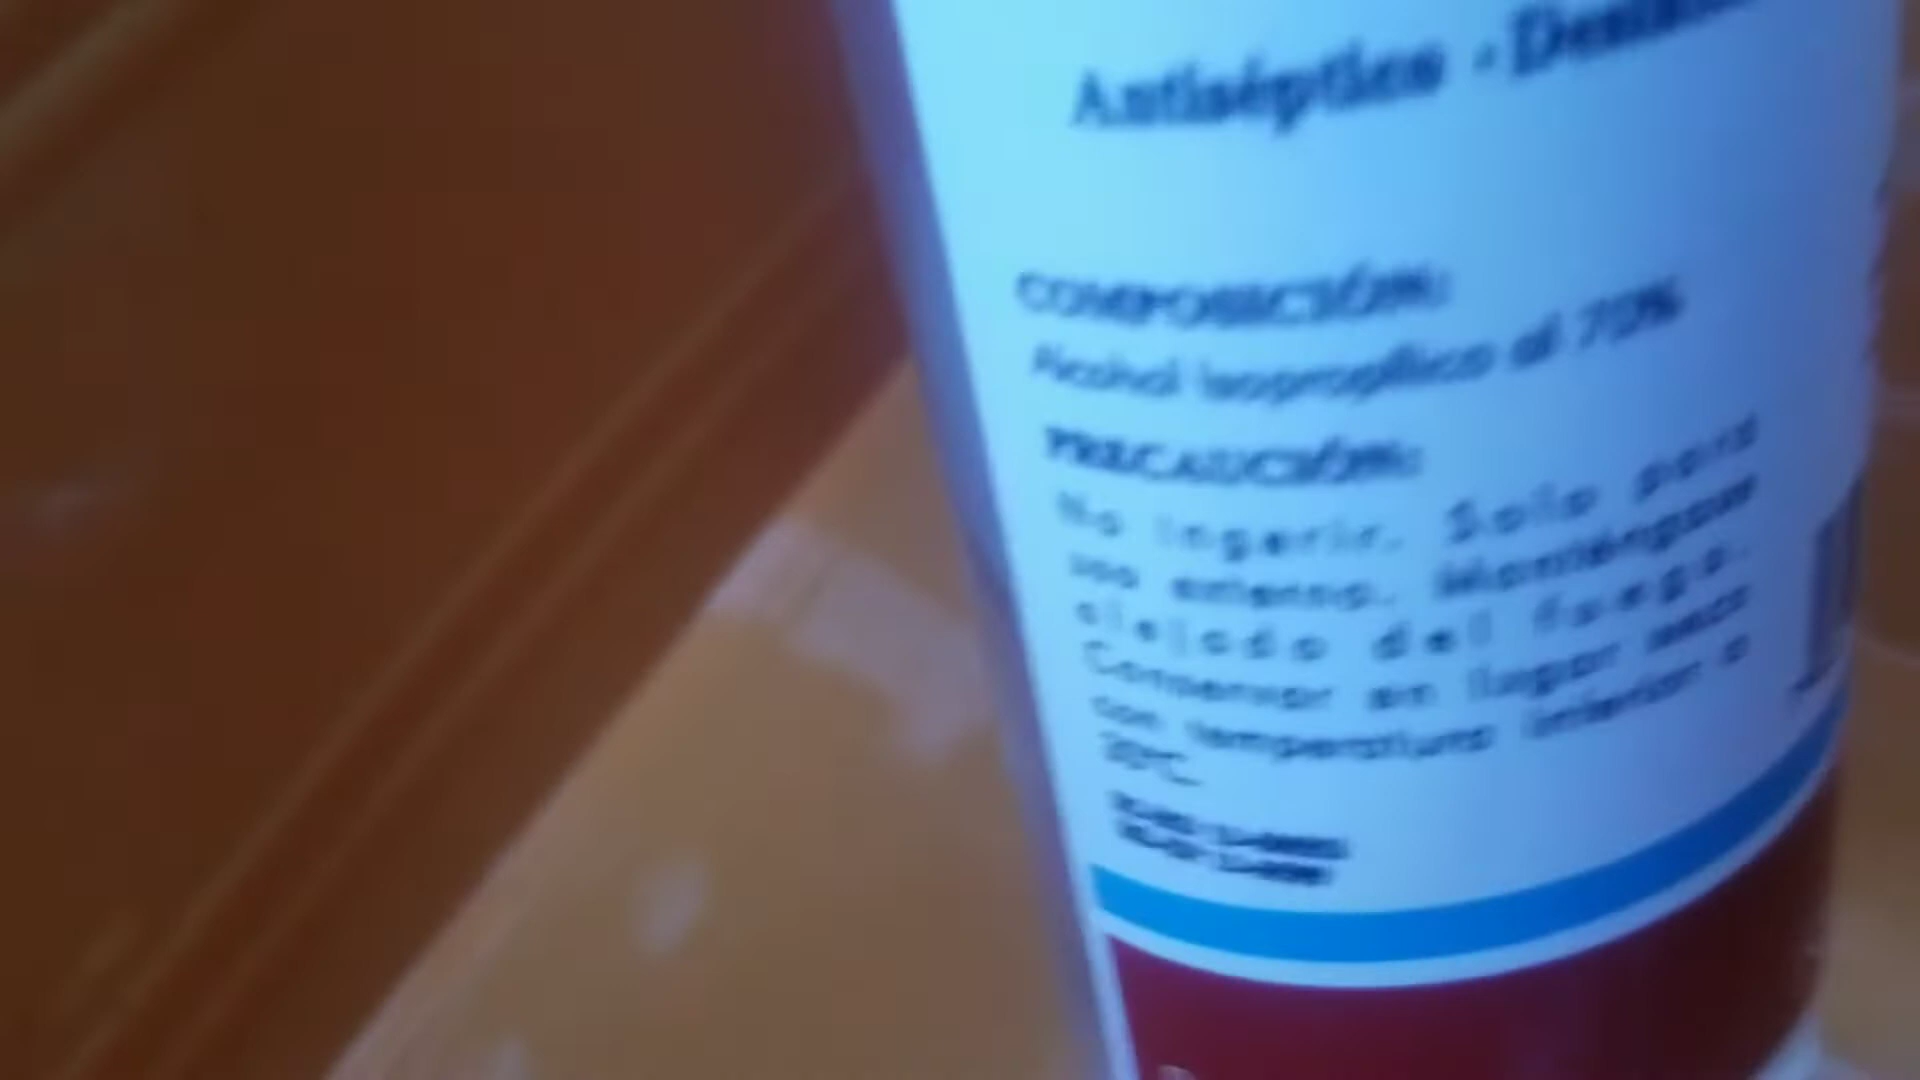 Antiséptico -
COMPOSICIÓN:
Alcohol isopropílico al 70%
PRECAUCIÓN:
No ingerir. Solo para
uso externo. Manténgase
alejado del fuego.
Conservar en lugar seco
con temperatura inferior a
30°C.